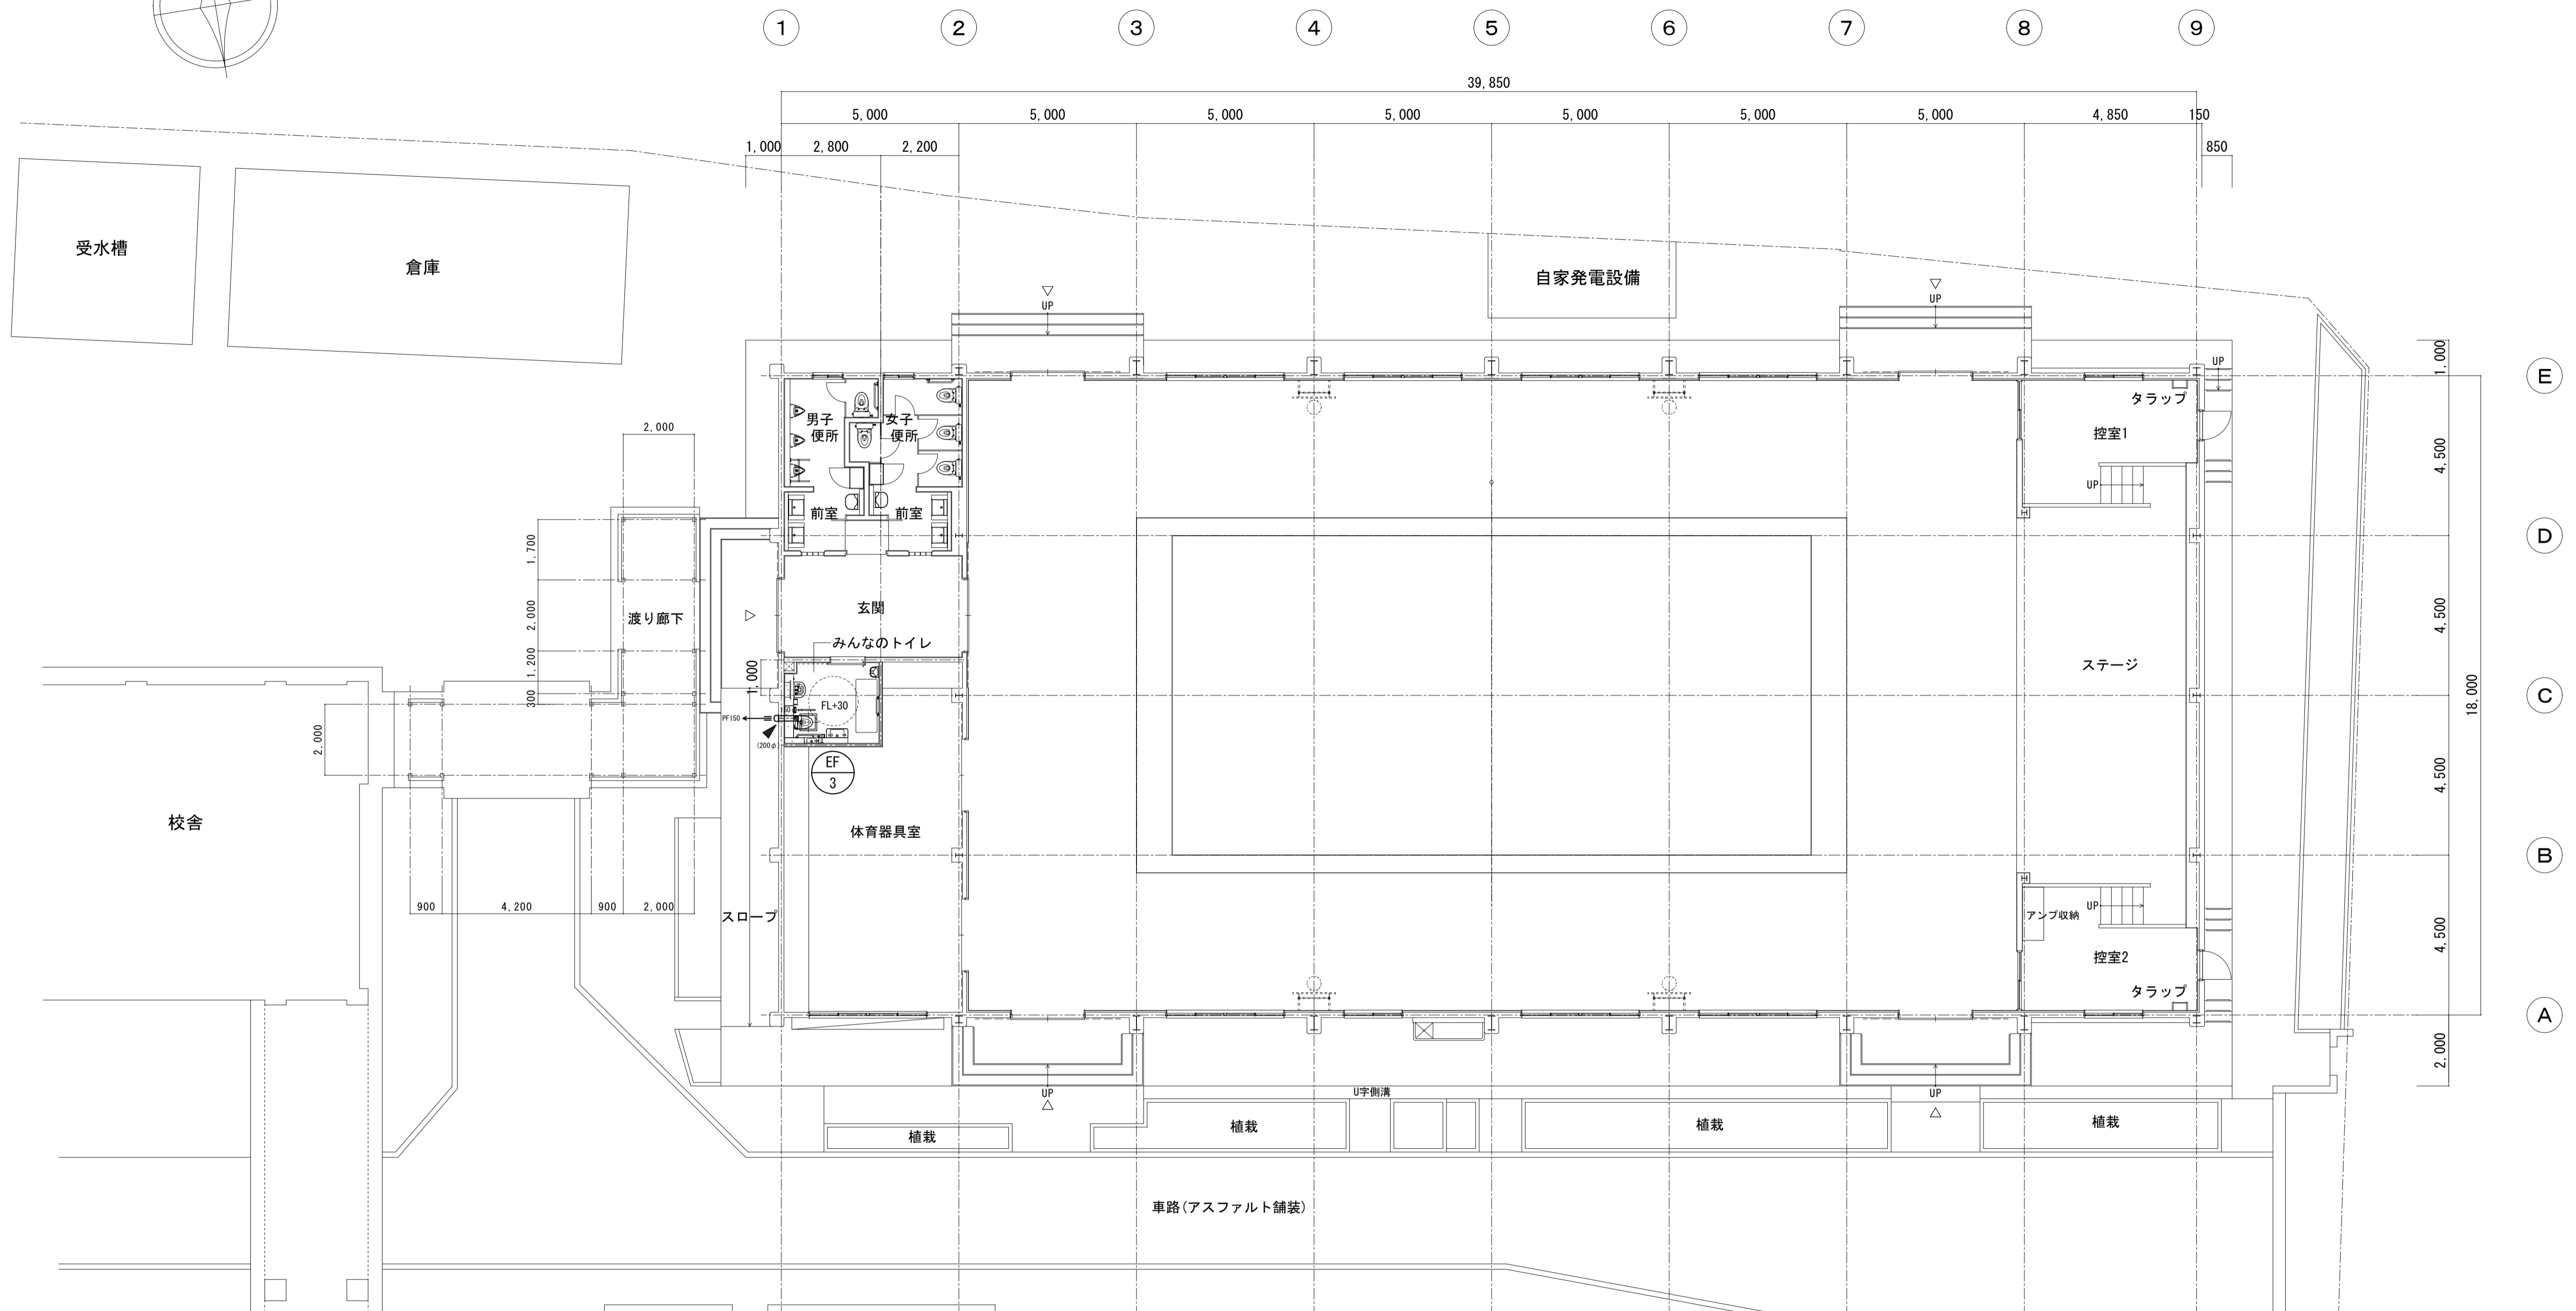 1 2 3 4 5 6 7 8 9
39,850
5,000 5,000 5,000 5,000 5,000 5,000 5,000 4,850 150
1,000 2,800 2,200 850
受水槽
倉庫
自家発電設備
UP
UP
UP
1,000
E
タラップ
控室1
男子
便所
女子
便所
2,000
4,500
UP
前室
前室
D
1,700
玄関
2,000
渡り廊下
4,500
みんなのトイレ
ステージ
1,200
1,000
300
18,000
C
FL+30
PF150
150
(200φ)
2,000
EF
3
4,500
校舎
体育器具室
B
900 4,200 900 2,000
スロープ
アンプ収納
UP
4,500
控室2
タラップ
A
2,000
UP
U字側溝
UP
植栽
植栽
植栽
植栽
車路(アスファルト舗装)